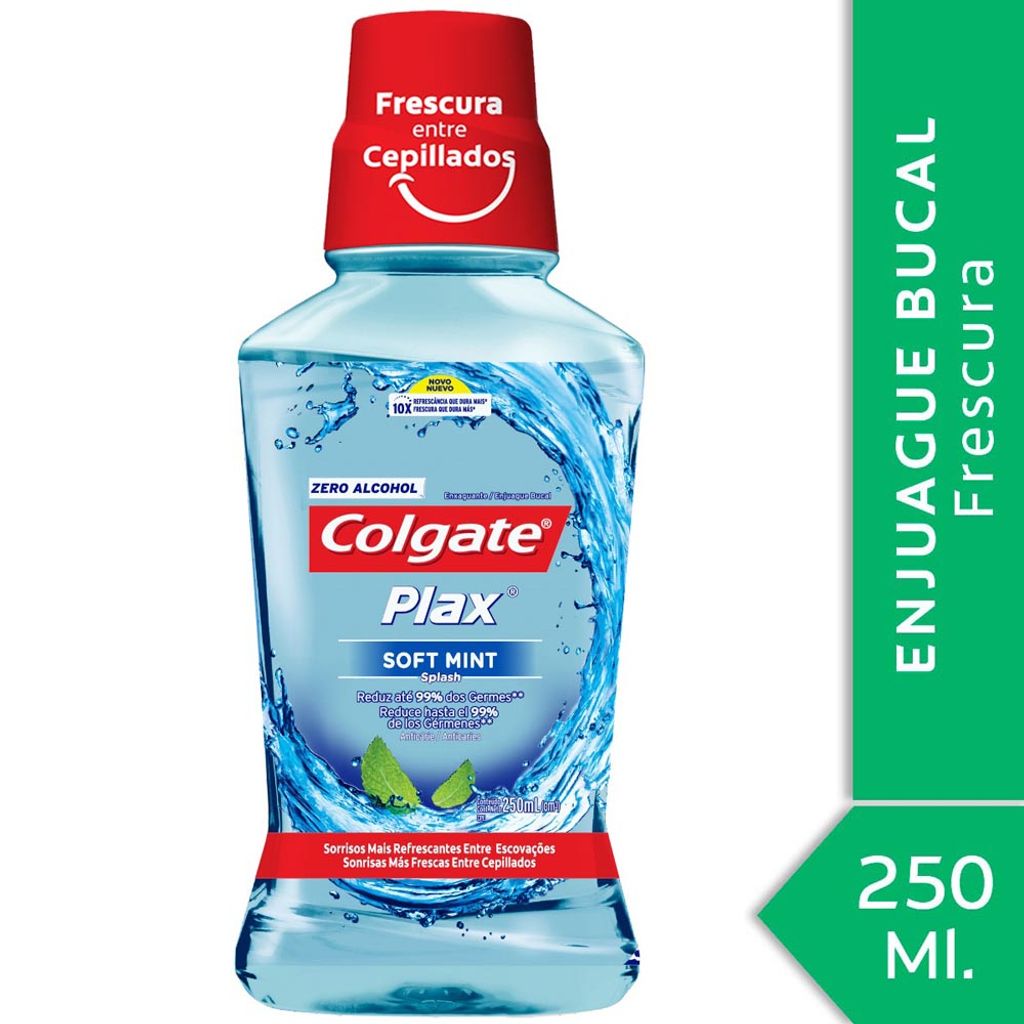 Frescura
entre
Cepillados
NOVO
NUEVO
10X
REFRESCÂNCIA QUE DURA MAIS*
FRESCURA QUE DURA MÁS*
ZERO ALCOHOL
Enxaguante / Enjuague Bucal
Colgate®
Plax®
SOFT MINT
Splash
Reduz até 99% dos Germes**
Reduce hasta el 99%
de los Gérmenes**
Anticárie / Anticaries
Conteúdo
250mL (cm³)
Sorrisos Mais Refrescantes Entre Escovações
Sonrisas Más Frescas Entre Cepillados
ENJUAGUE BUCAL
Frescura
250
Ml.